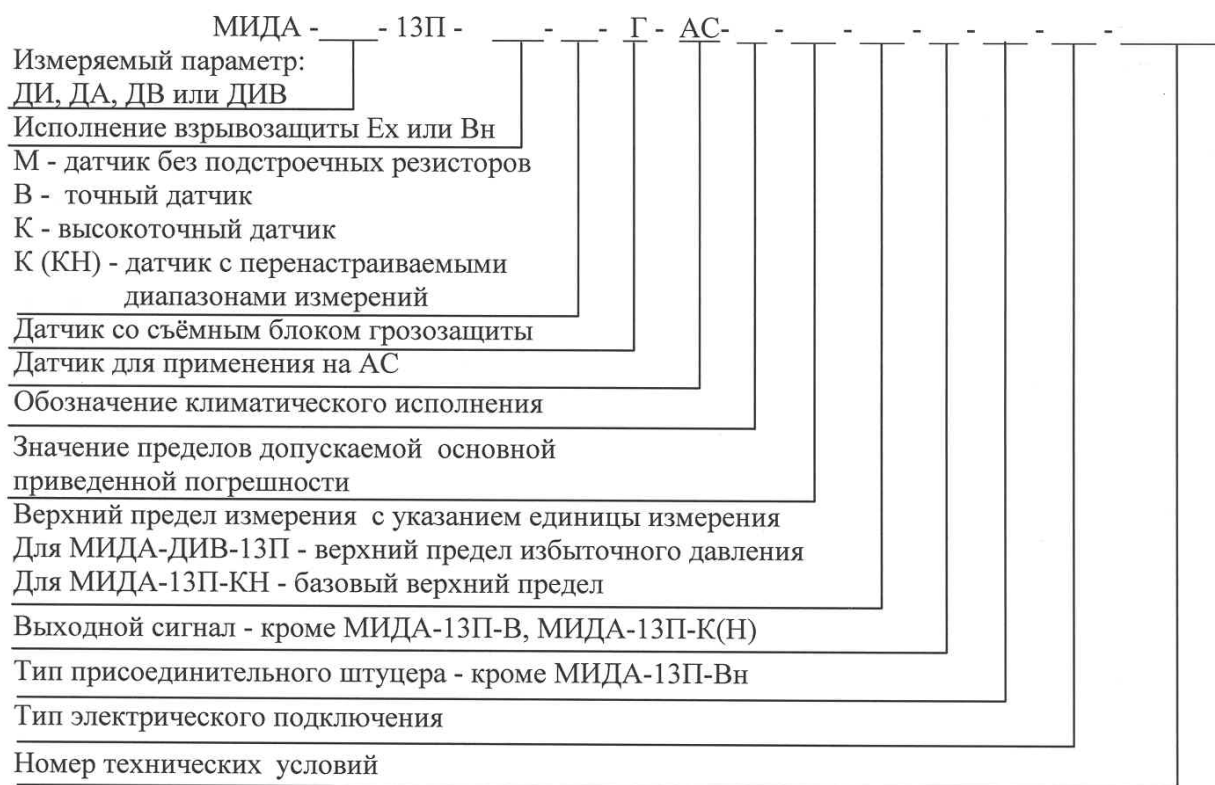 МИДА -____- 13П - ___-___- Г - АС-___-___-___-___-___-___-______
Измеряемый параметр:
ДИ, ДА, ДВ или ДИВ
Исполнение взрывозащиты Ex или Вн
М - датчик без подстроечных резисторов
В - точный датчик
К - высокоточный датчик
К (КН) - датчик с перенастраиваемыми
диапазонами измерений
Датчик со съёмным блоком грозозащиты
Датчик для применения на АС
Обозначение климатического исполнения
Значение пределов допускаемой основной
приведенной погрешности
Верхний предел измерения с указанием единицы измерения
Для МИДА-ДИВ-13П - верхний предел избыточного давления
Для МИДА-13П-КН - базовый верхний предел
Выходной сигнал - кроме МИДА-13П-В, МИДА-13П-К(Н)
Тип присоединительного штуцера - кроме МИДА-13П-Вн
Тип электрического подключения
Номер технических условий